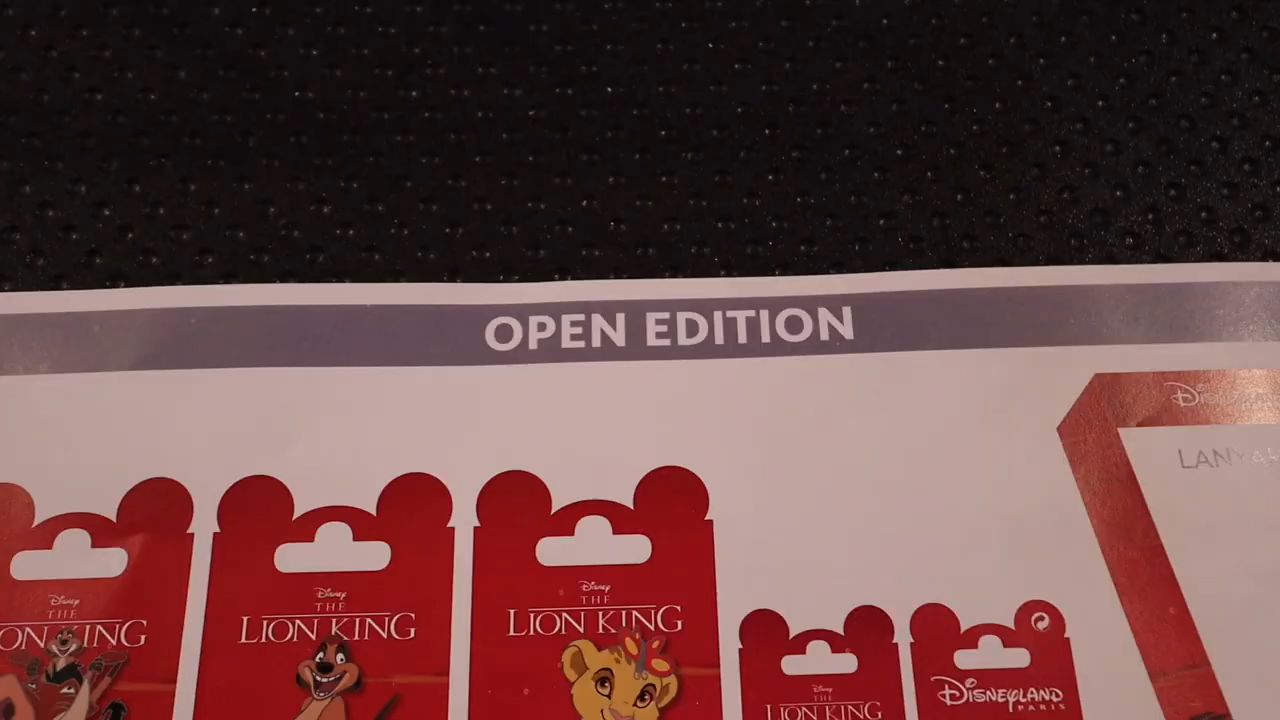 OPEN EDITION
Disney
THE
LION KING
Disney
THE
LION KING
Disney
THE
LION KING
Disney
THE
LION KING
DISNEYLAND
PARIS